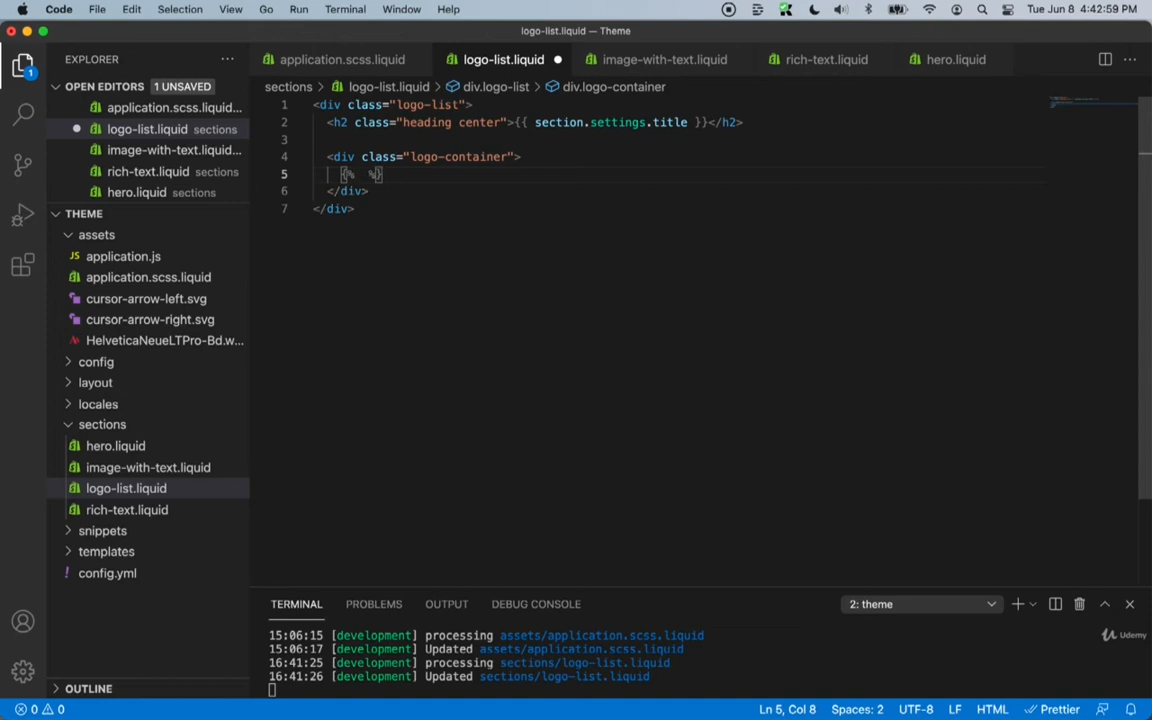 Code File Edit Selection View Go Run Terminal Window Help Tue Jun 8 4:42:59 PM
logo-list.liquid — Theme
EXPLORER
application.scss.liquid logo-list.liquid image-with-text.liquid rich-text.liquid hero.liquid
OPEN EDITORS 1 UNSAVED
sections > logo-list.liquid > div.logo-list > div.logo-container
application.scss.liquid...
logo-list.liquid sections
image-with-text.liquid...
rich-text.liquid sections
hero.liquid sections
1 <div class="logo-list">
2 <h2 class="heading center">{{ section.settings.title }}</h2>
3
4 <div class="logo-container">
5 {% %}
6 </div>
7 </div>
THEME
assets
application.js
application.scss.liquid
cursor-arrow-left.svg
cursor-arrow-right.svg
HelveticaNeueLTPro-Bd.w...
config
layout
locales
sections
hero.liquid
image-with-text.liquid
logo-list.liquid
rich-text.liquid
snippets
templates
config.yml
OUTLINE
1
TERMINAL PROBLEMS OUTPUT DEBUG CONSOLE 2: theme
15:06:15 [development] processing assets/application.scss.liquid
15:06:17 [development] Updated assets/application.scss.liquid
16:41:25 [development] processing sections/logo-list.liquid
16:41:26 [development] Updated sections/logo-list.liquid
Udemy
0 0 Ln 5, Col 8 Spaces: 2 UTF-8 LF HTML Prettier